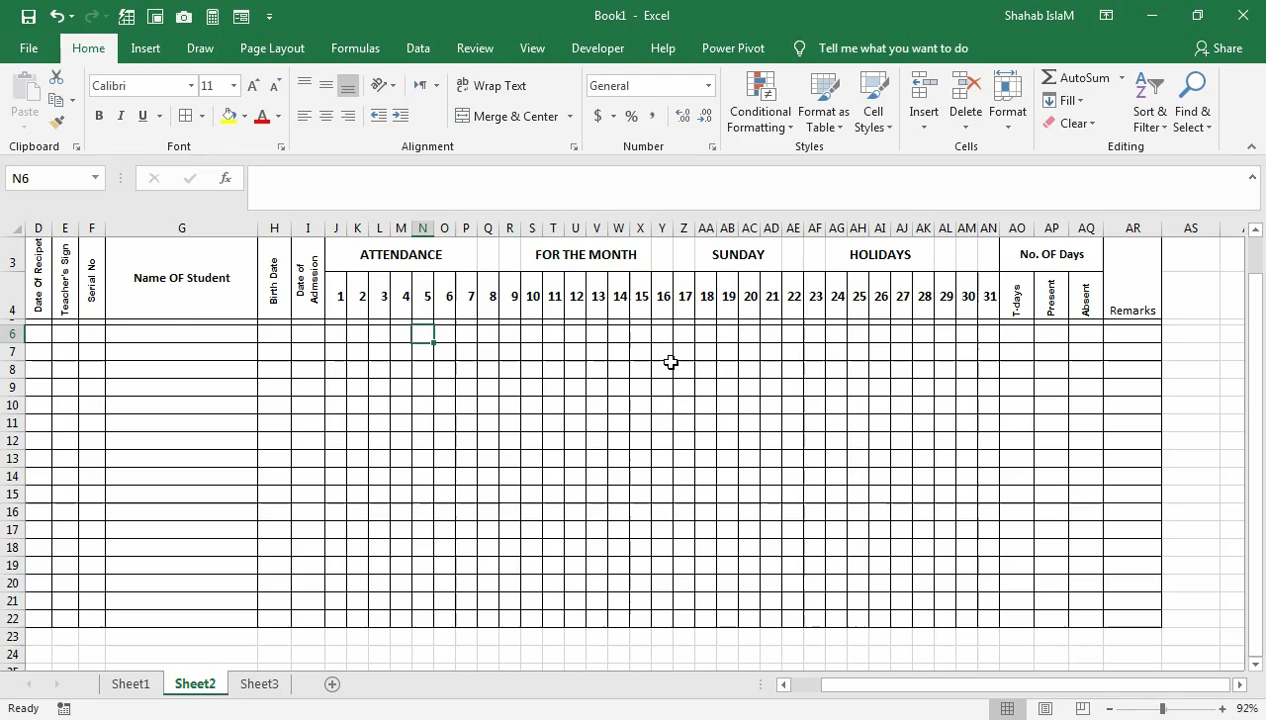 Book1 - Excel
Shahab IslaM
File Home Insert Draw Page Layout Formulas Data Review View Developer Help Power Pivot Tell me what you want to do Share
Paste
Calibri 11
Wrap Text
General
Merge & Center
B I U
$ % ,
Conditional Formatting
Format as Table
Cell Styles
Insert Delete Format
AutoSum
Fill
Clear
Sort & Filter
Find & Select
Clipboard Font Alignment Number Styles Cells Editing
N6
fx
D E F G H I J K L M N O P Q R S T U V W X Y Z AA AB AC AD AE AF AG AH AI AJ AK AL AM AN AO AP AQ AR AS
3 ATTENDANCE FOR THE MONTH SUNDAY HOLIDAYS No. OF Days
Date Of Recipet
Teacher's Sign
Serial No
Name OF Student
Birth Date
Date of Admssion
4 1 2 3 4 5 6 7 8 9 10 11 12 13 14 15 16 17 18 19 20 21 22 23 24 25 26 27 28 29 30 31
T-days
Present
Absent
Remarks
6
7
8
9
10
11
12
13
14
15
16
17
18
19
20
21
22
23
24
Sheet1 Sheet2 Sheet3
Ready 92%